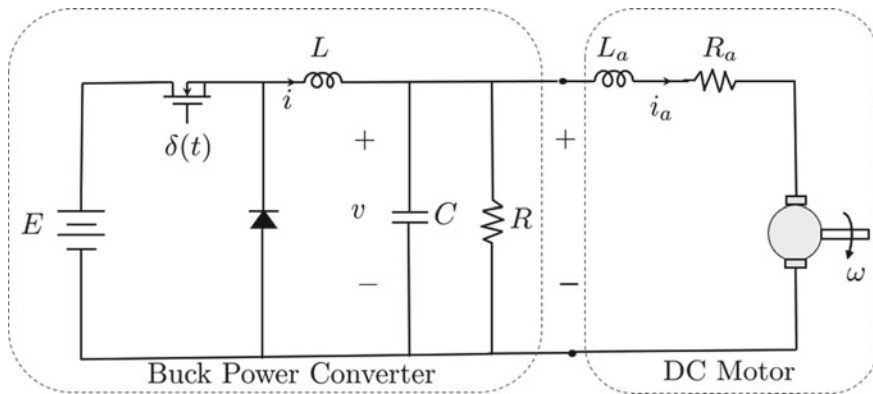 L
L_a
R_a
i
i_a
δ(t)
+
+
E
v
C
R
−
−
ω
Buck Power Converter
DC Motor